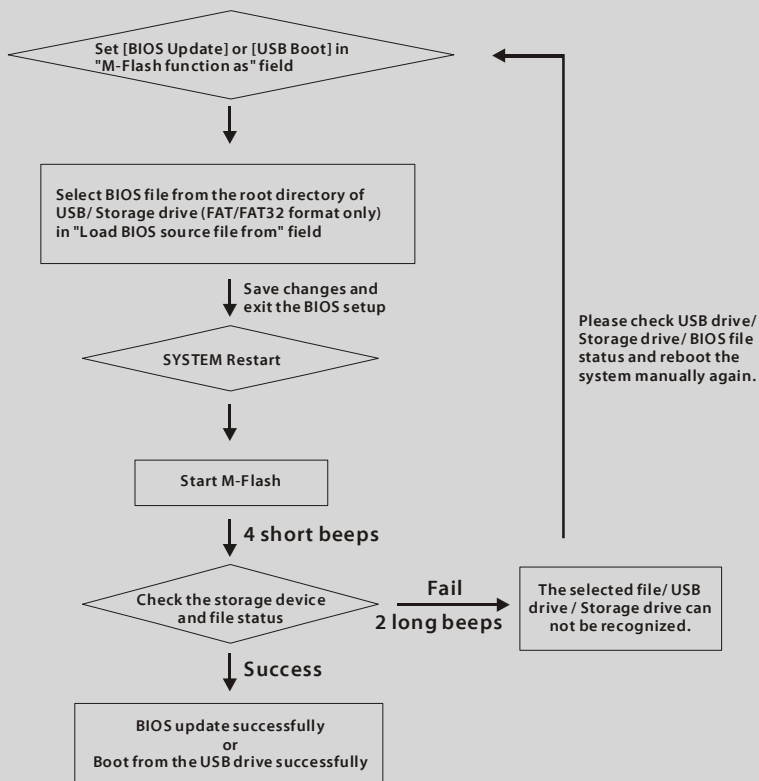 Set [BIOS Update] or [USB Boot] in
"M-Flash function as" field
Select BIOS file from the root directory of
USB/ Storage drive (FAT/FAT32 format only)
in "Load BIOS source file from" field
Save changes and
exit the BIOS setup
SYSTEM Restart
Start M-Flash
4 short beeps
Check the storage device
and file status
Fail
2 long beeps
The selected file/ USB
drive / Storage drive can
not be recognized.
Please check USB drive/
Storage drive/ BIOS file
status and reboot the
system manually again.
Success
BIOS update successfully
or
Boot from the USB drive successfully